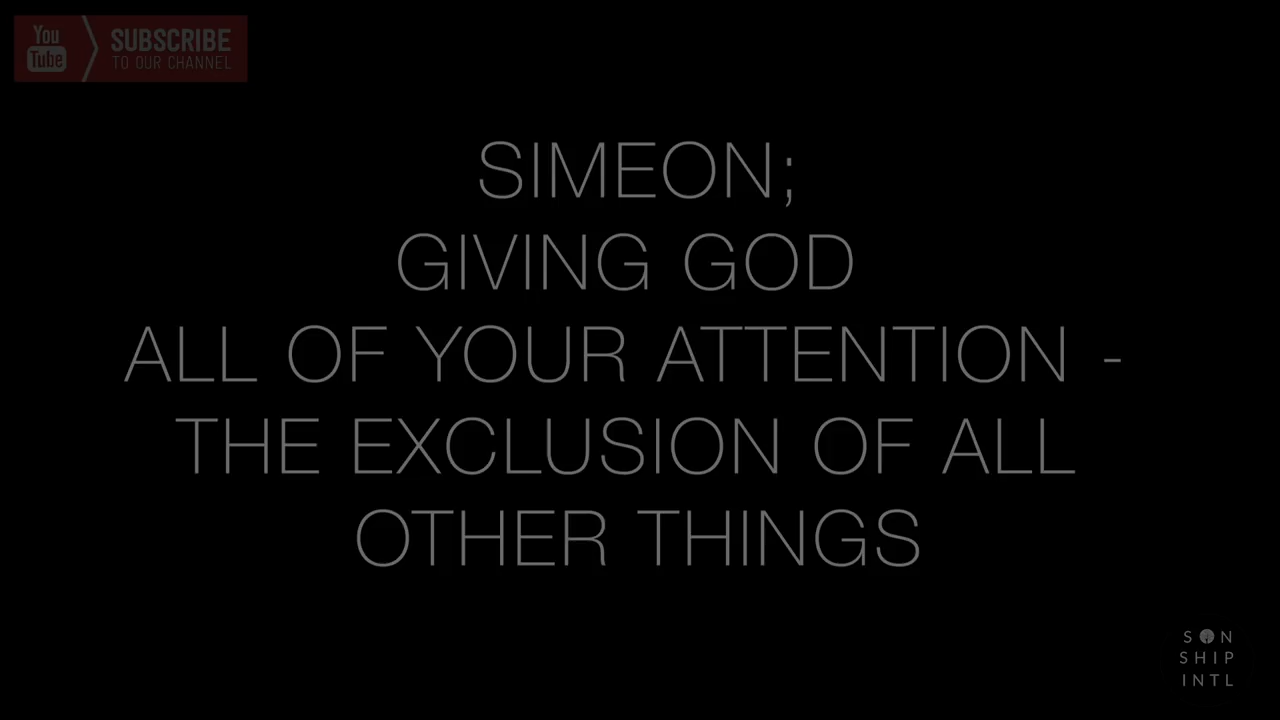 You
Tube
SUBSCRIBE
TO OUR CHANNEL
SIMEON;
GIVING GOD
ALL OF YOUR ATTENTION -
THE EXCLUSION OF ALL
OTHER THINGS
SON
SHIP
INTL